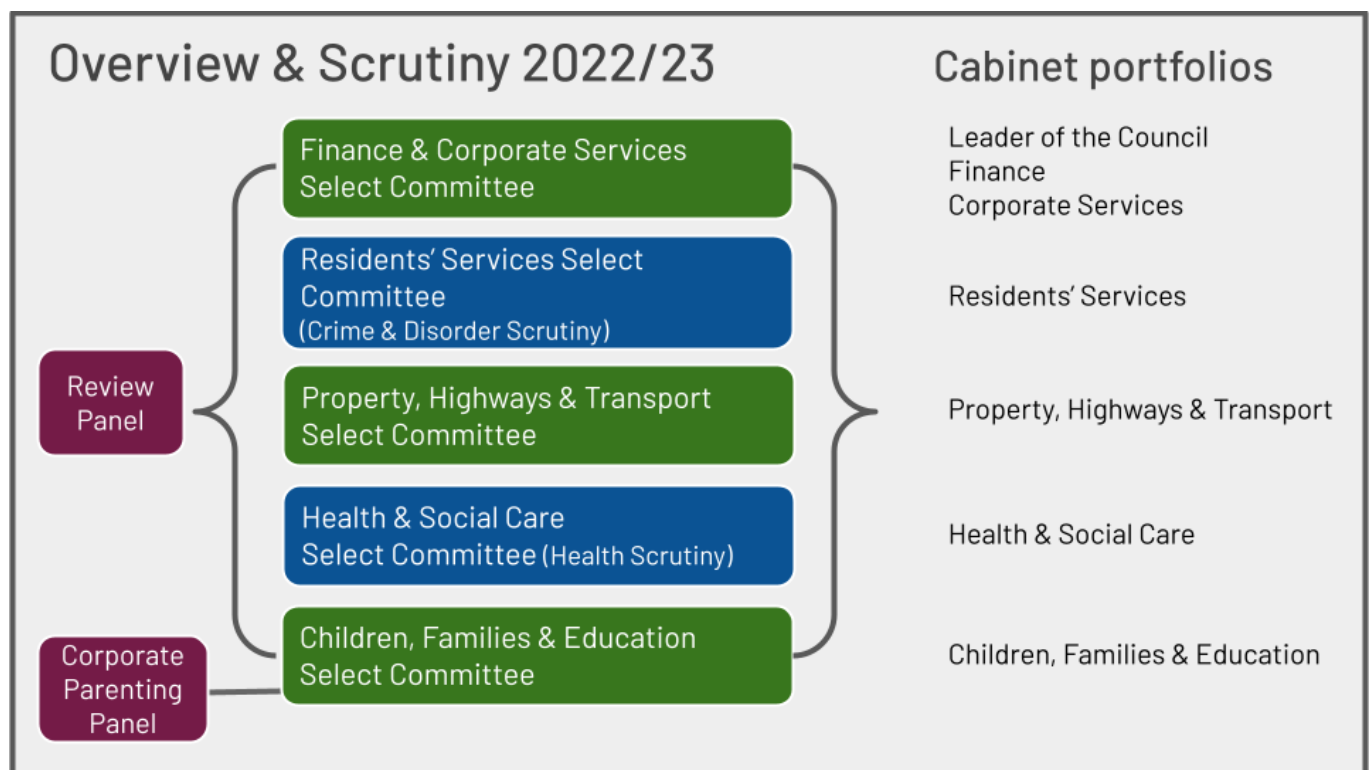 Overview & Scrutiny 2022/23
Cabinet portfolios
Finance & Corporate Services
Select Committee
Leader of the Council
Finance
Corporate Services
Residents’ Services Select
Committee
(Crime & Disorder Scrutiny)
Residents’ Services
Review
Panel
Property, Highways & Transport
Select Committee
Property, Highways & Transport
Health & Social Care
Select Committee (Health Scrutiny)
Health & Social Care
Corporate
Parenting
Panel
Children, Families & Education
Select Committee
Children, Families & Education